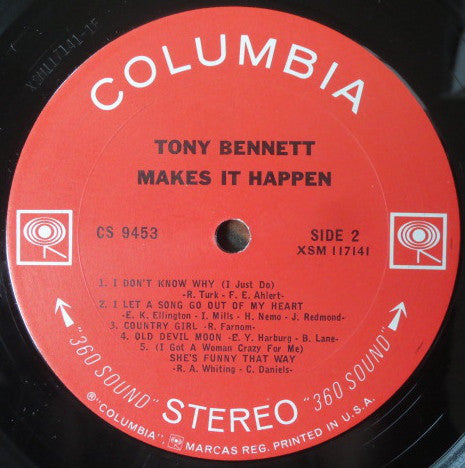 XSM117141-1F
COLUMBIA
TONY BENNETT
MAKES IT HAPPEN
CS 9453
SIDE 2
XSM 117141
1. I DON'T KNOW WHY (I Just Do)
-R. Turk - F. E. Ahlert-
2. I LET A SONG GO OUT OF MY HEART
-E. K. Ellington - I. Mills - H. Nemo - J. Redmond-
3. COUNTRY GIRL -R. Farnom-
4. OLD DEVIL MOON -E. Y. Harburg - B. Lane-
5. (I Got A Woman Crazy For Me)
SHE'S FUNNY THAT WAY
-R. A. Whiting - C. Daniels-
"360 SOUND" STEREO "360 SOUND"
®"COLUMBIA", MARCAS REG. PRINTED IN U.S.A.